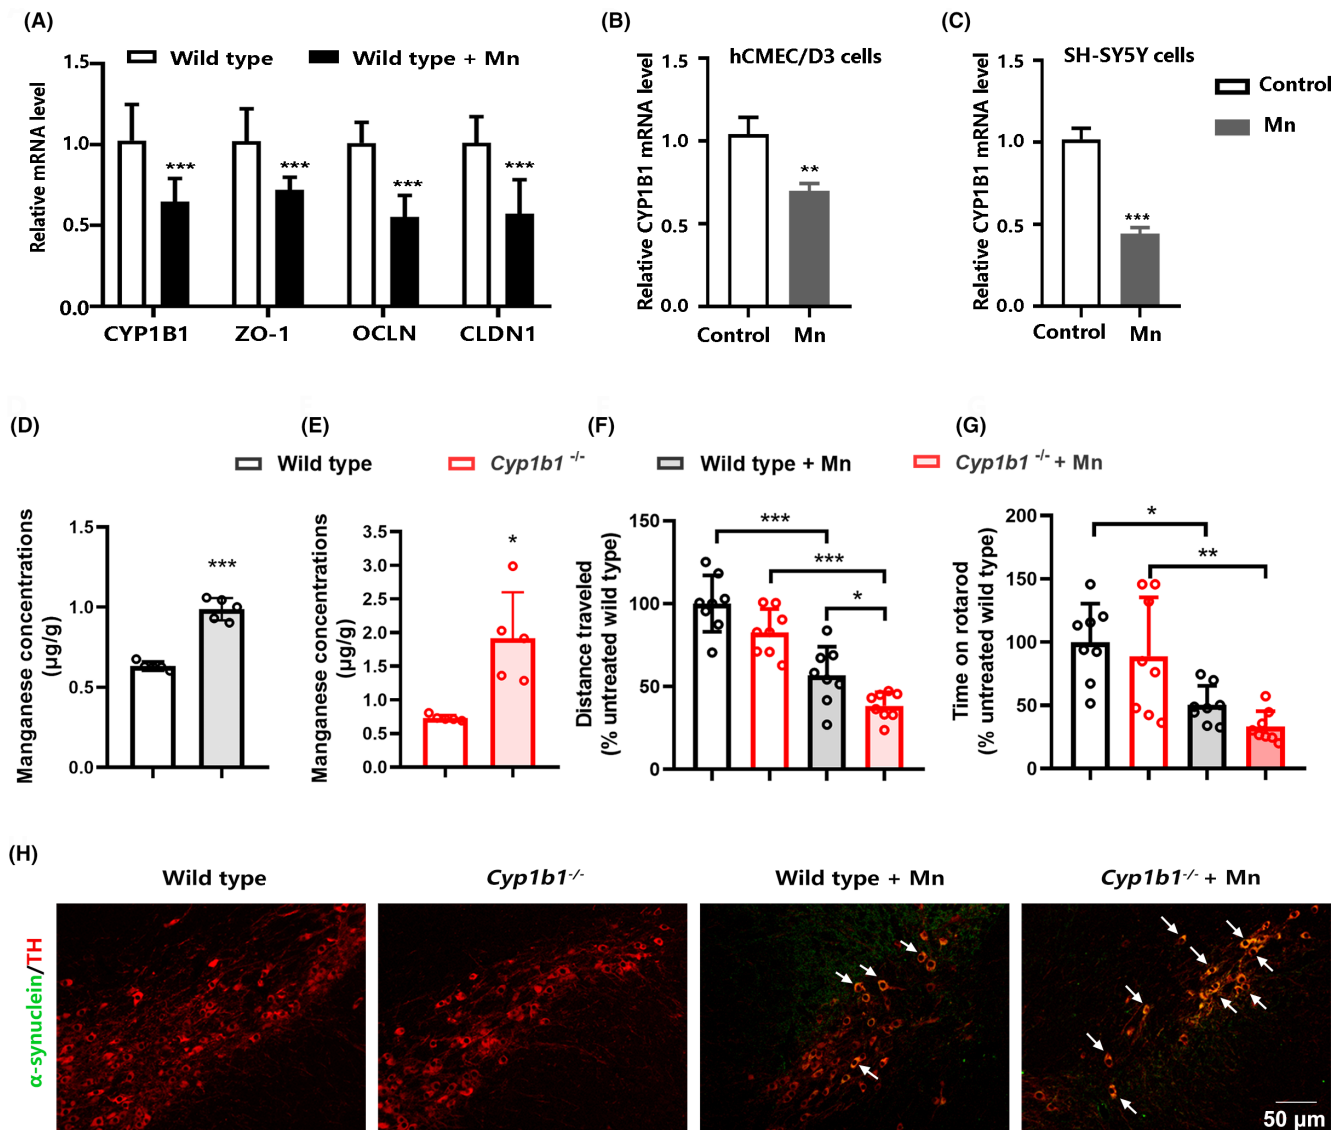 (A)
Wild type
Wild type + Mn
Relative mRNA level
1.5
1.0
0.5
0.0
***
***
***
***
CYP1B1
ZO-1
OCLN
CLDN1
(B)
hCMEC/D3 cells
Relative CYP1B1 mRNA level
1.5
1.0
0.5
0.0
**
Control
Mn
(C)
SH-SY5Y cells
Relative CYP1B1 mRNA level
1.5
1.0
0.5
0.0
***
Control
Mn
Control
Mn
(D)
(E)
(F)
(G)
Wild type
Cyp1b1 -/-
Wild type + Mn
Cyp1b1 -/- + Mn
Manganese concentrations
(µg/g)
1.5
1.0
0.5
0.0
***
Manganese concentrations
(µg/g)
3.5
3.0
2.5
2.0
1.5
1.0
0.5
0.0
*
Distance traveled
(% untreated wild type)
150
100
50
0
***
***
*
Time on rotarod
(% untreated wild type)
200
150
100
50
0
*
**
(H)
Wild type
Cyp1b1-/-
Wild type + Mn
Cyp1b1-/- + Mn
α-synuclein/TH
50 µm